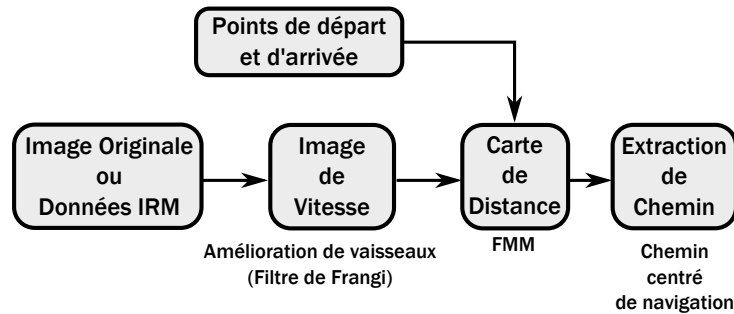 Points de départ
et d'arrivée
Image Originale
ou
Données IRM
Image
de
Vitesse
Carte
de
Distance
Extraction
de
Chemin
Amélioration de vaisseaux
(Filtre de Frangi)
FMM
Chemin
centré
de navigation